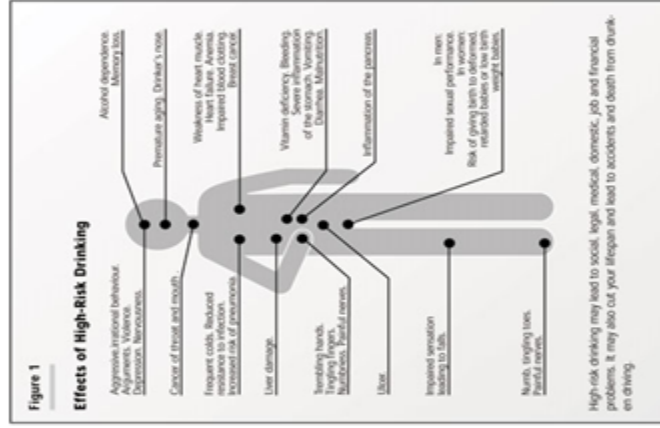 Figure 1
Effects of High-Risk Drinking
Aggressive,irrational behaviour.
Arguments. Violence.
Depression. Nervousness.
Alcohol dependence.
Memory loss.
Premature aging. Drinker's nose.
Cancer of throat and mouth.
Weakness of heart muscle.
Heart failure. Anemia.
Impaired blood clotting.
Breast cancer.
Frequent colds. Reduced
resistance to infection.
Increased risk of pneumonia.
Liver damage.
Vitamin deficiency. Bleeding.
Severe inflammation
of the stomach. Vomiting.
Diarrhea. Malnutrition.
Trembling hands.
Tingling fingers.
Numbness. Painful nerves.
Inflammation of the pancreas.
Ulcer.
In men:
Impaired sexual performance.
In women:
Risk of giving birth to deformed,
retarded babies or low birth
weight babies.
Impaired sensation
leading to falls.
Numb, tingling toes.
Painful nerves.
High-risk drinking may lead to social, legal, medical, domestic, job and financial
problems. It may also cut your lifespan and lead to accidents and death from drunk-
en driving.